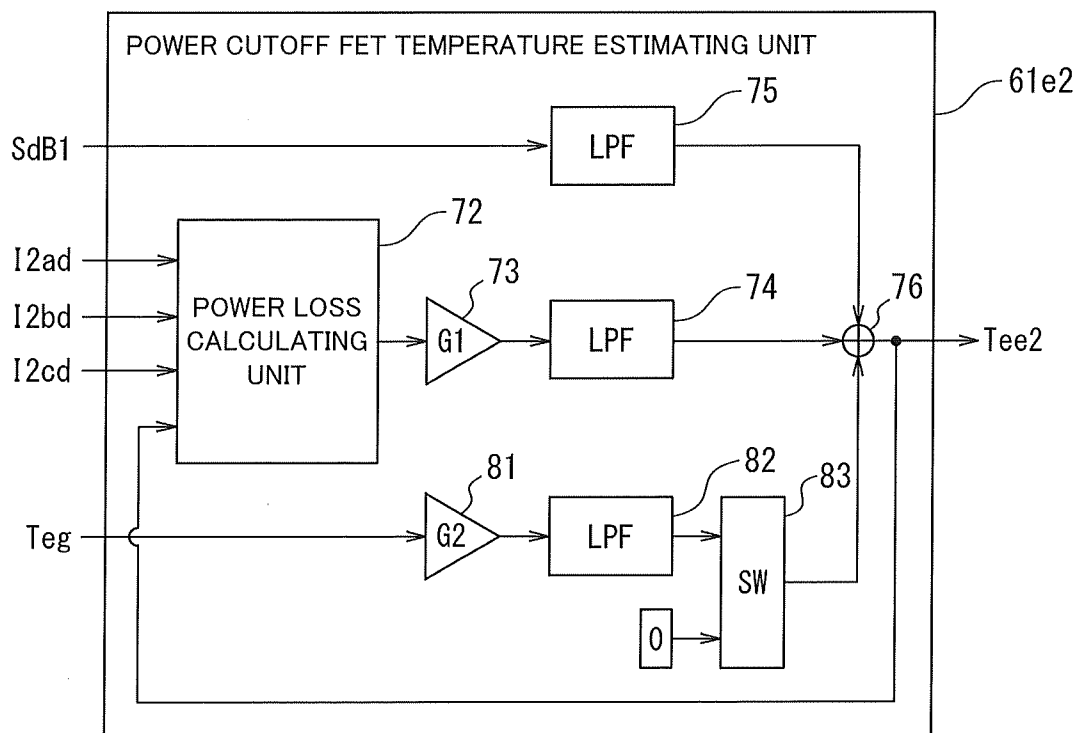 POWER CUTOFF FET TEMPERATURE ESTIMATING UNIT
61e2
75
SdB1
LPF
72
I2ad
I2bd
I2cd
POWER LOSS
CALCULATING
UNIT
73
G1
74
LPF
76
Tee2
81
Teg
G2
82
LPF
83
SW
0